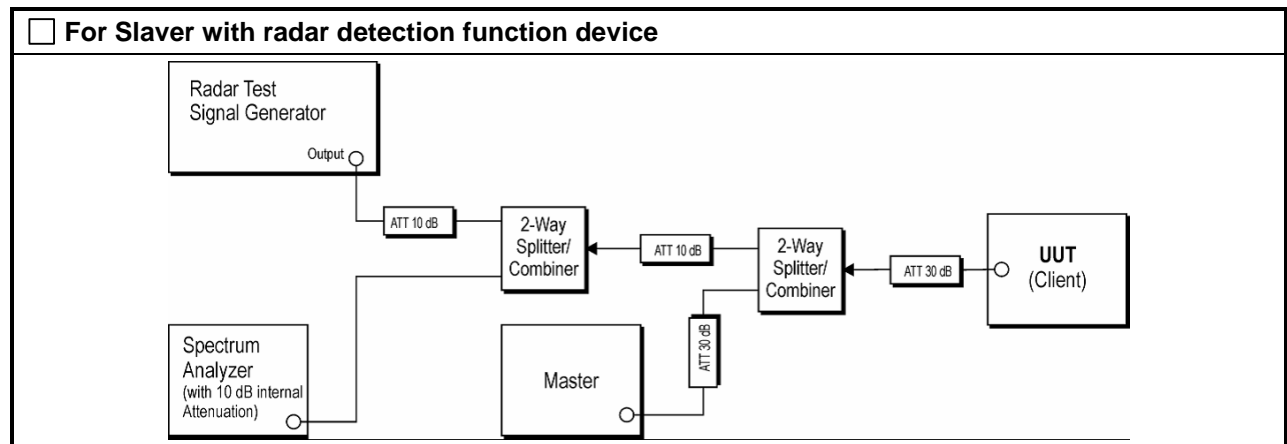 ☐ For Slaver with radar detection function device
Radar Test
Signal Generator
Output
ATT 10 dB
2-Way
Splitter/
Combiner
ATT 10 dB
2-Way
Splitter/
Combiner
ATT 30 dB
UUT
(Client)
Spectrum
Analyzer
(with 10 dB internal
Attenuation)
Master
ATT 30 dB